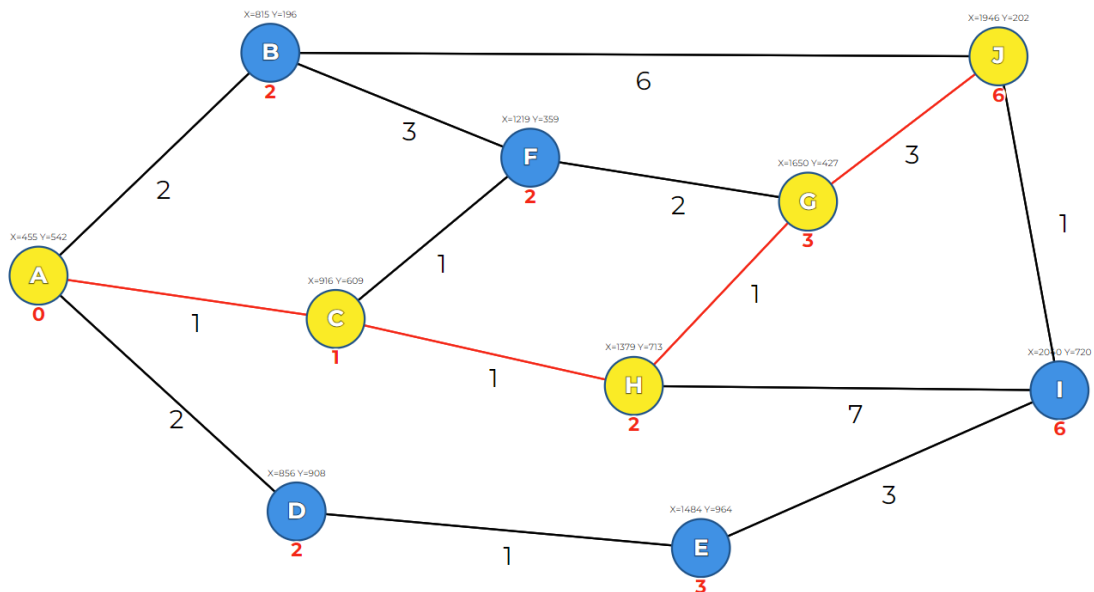 X=815 Y=196
B
2
X=1946 Y=202
J
6
6
3
X=1219 Y=359
F
2
3
X=1650 Y=427
G
3
2
2
X=455 Y=542
A
0
1
1
X=916 Y=609
C
1
1
1
1
X=1379 Y=713
H
2
X=2040 Y=720
I
6
7
2
X=856 Y=908
D
2
X=1484 Y=964
E
3
3
1